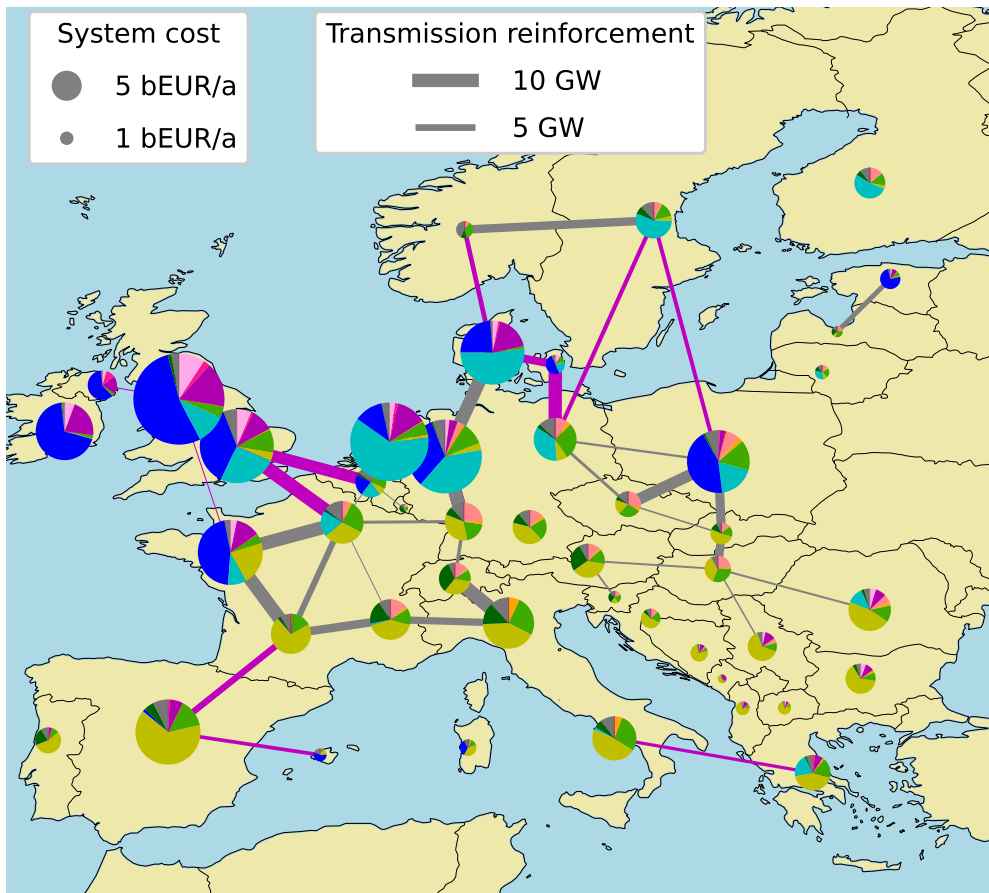 System cost
5 bEUR/a
1 bEUR/a
Transmission reinforcement
10 GW
5 GW